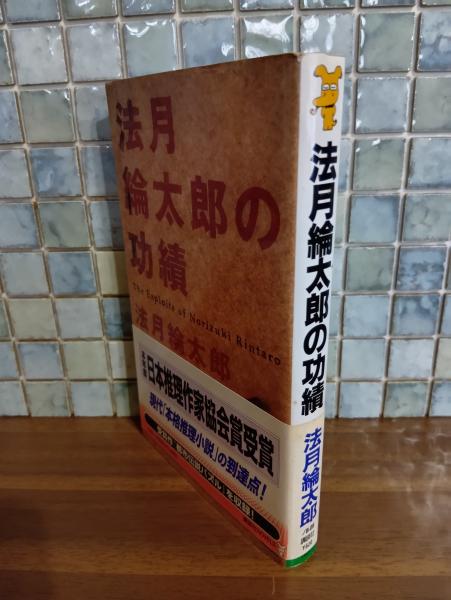 法月
綸太郎の
功績
The Exploits of Norizuki Rintaro
法月綸太郎
日本推理作家協会賞受賞
現代「本格推理小説」の到達点!
法月綸太郎の功績
法月綸太郎